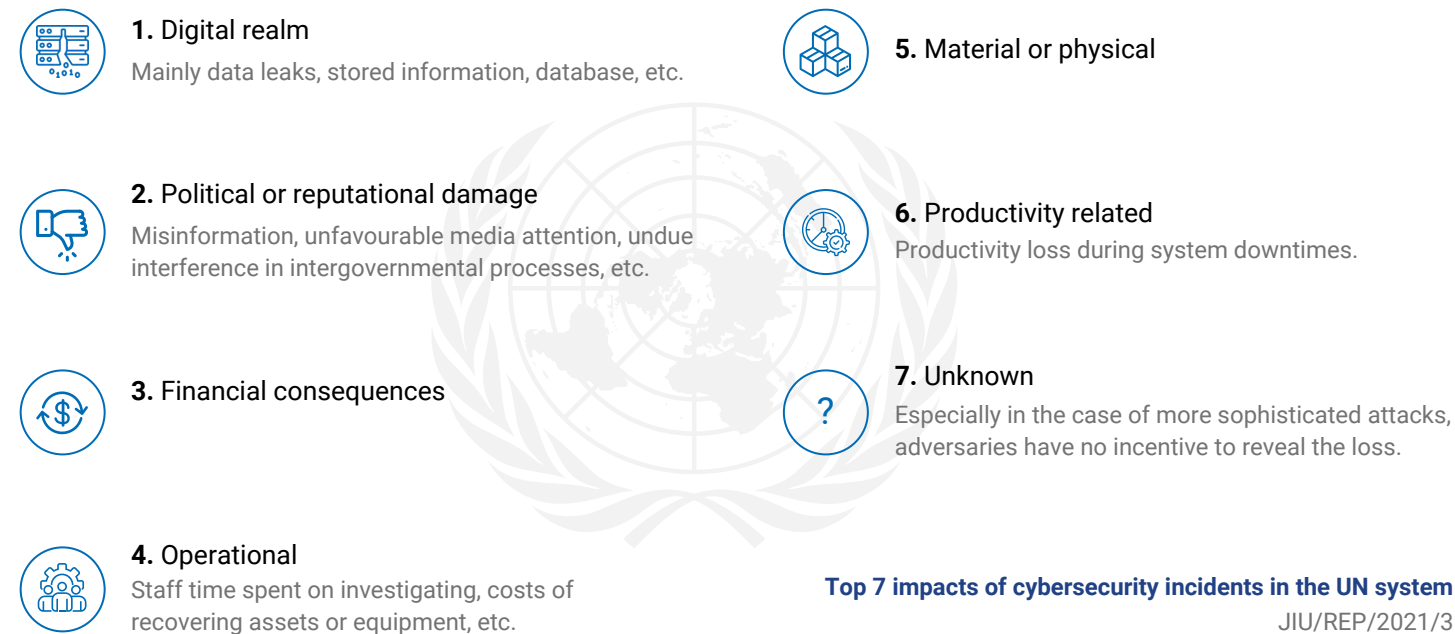 1. Digital realm
Mainly data leaks, stored information, database, etc.
2. Political or reputational damage
Misinformation, unfavourable media attention, undue
interference in intergovernmental processes, etc.
3. Financial consequences
4. Operational
Staff time spent on investigating, costs of
recovering assets or equipment, etc.
5. Material or physical
6. Productivity related
Productivity loss during system downtimes.
?
7. Unknown
Especially in the case of more sophisticated attacks,
adversaries have no incentive to reveal the loss.
Top 7 impacts of cybersecurity incidents in the UN system
JIU/REP/2021/3